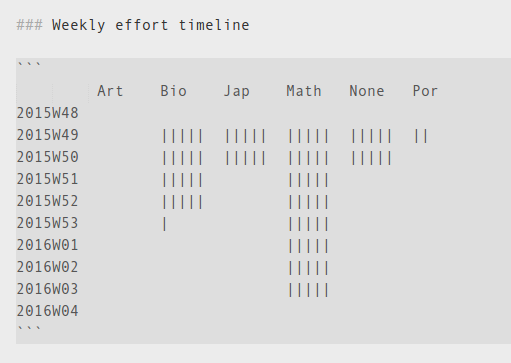 ### Weekly effort timeline
```
          Art     Bio     Jap     Math    None    Por
2015W48
2015W49           |||||   |||||   |||||   |||||   ||
2015W50           |||||   |||||   |||||   |||||
2015W51           |||||           |||||
2015W52           |||||           |||||
2015W53           |               |||||
2016W01                           |||||
2016W02                           |||||
2016W03                           |||||
2016W04
```